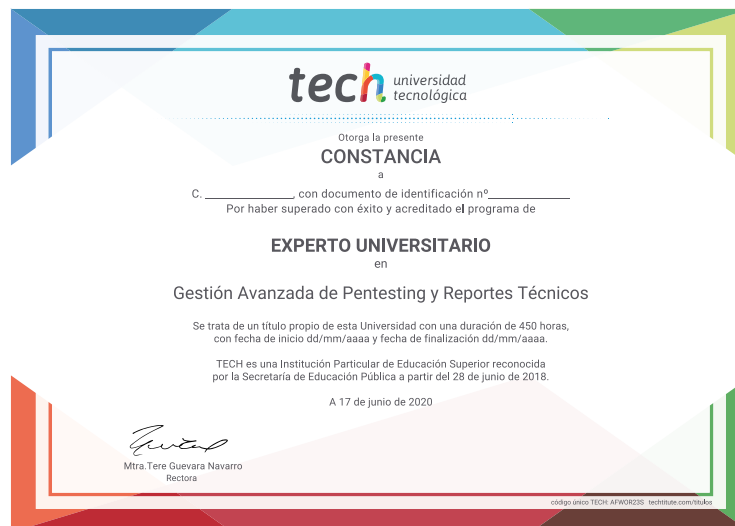 tech universidad
tecnológica
Otorga la presente
CONSTANCIA
a
C. ________________, con documento de identificación nº______________
Por haber superado con éxito y acreditado el programa de
EXPERTO UNIVERSITARIO
en
Gestión Avanzada de Pentesting y Reportes Técnicos
Se trata de un título propio de esta Universidad con una duración de 450 horas,
con fecha de inicio dd/mm/aaaa y fecha de finalización dd/mm/aaaa.
TECH es una Institución Particular de Educación Superior reconocida
por la Secretaría de Educación Pública a partir del 28 de junio de 2018.
A 17 de junio de 2020
Mtra.Tere Guevara Navarro
Rectora
código único TECH: AFWOR23S techtitute.com/titulos